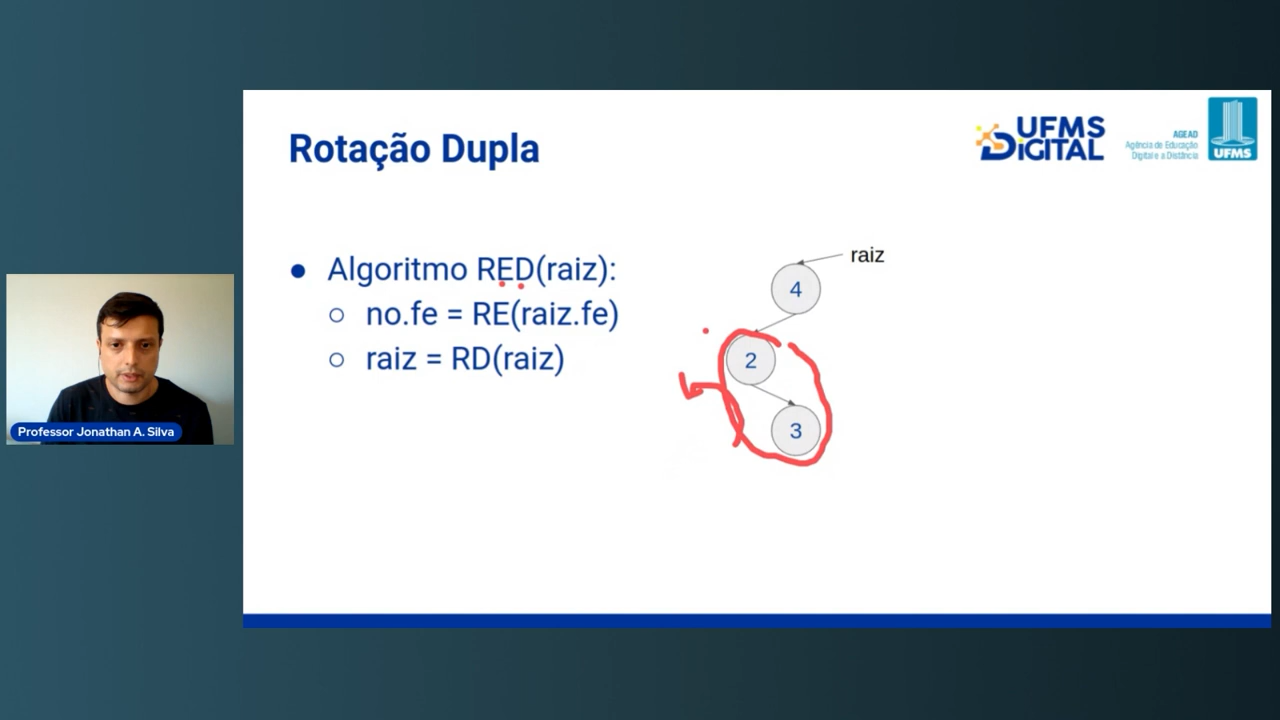 Rotação Dupla
UFMS
DIGITAL
AGEAD
Agência de Educação
Digital e a Distância
UFMS
● Algoritmo RED(raiz):
○ no.fe = RE(raiz.fe)
○ raiz = RD(raiz)
raiz
4
2
3
Professor Jonathan A. Silva